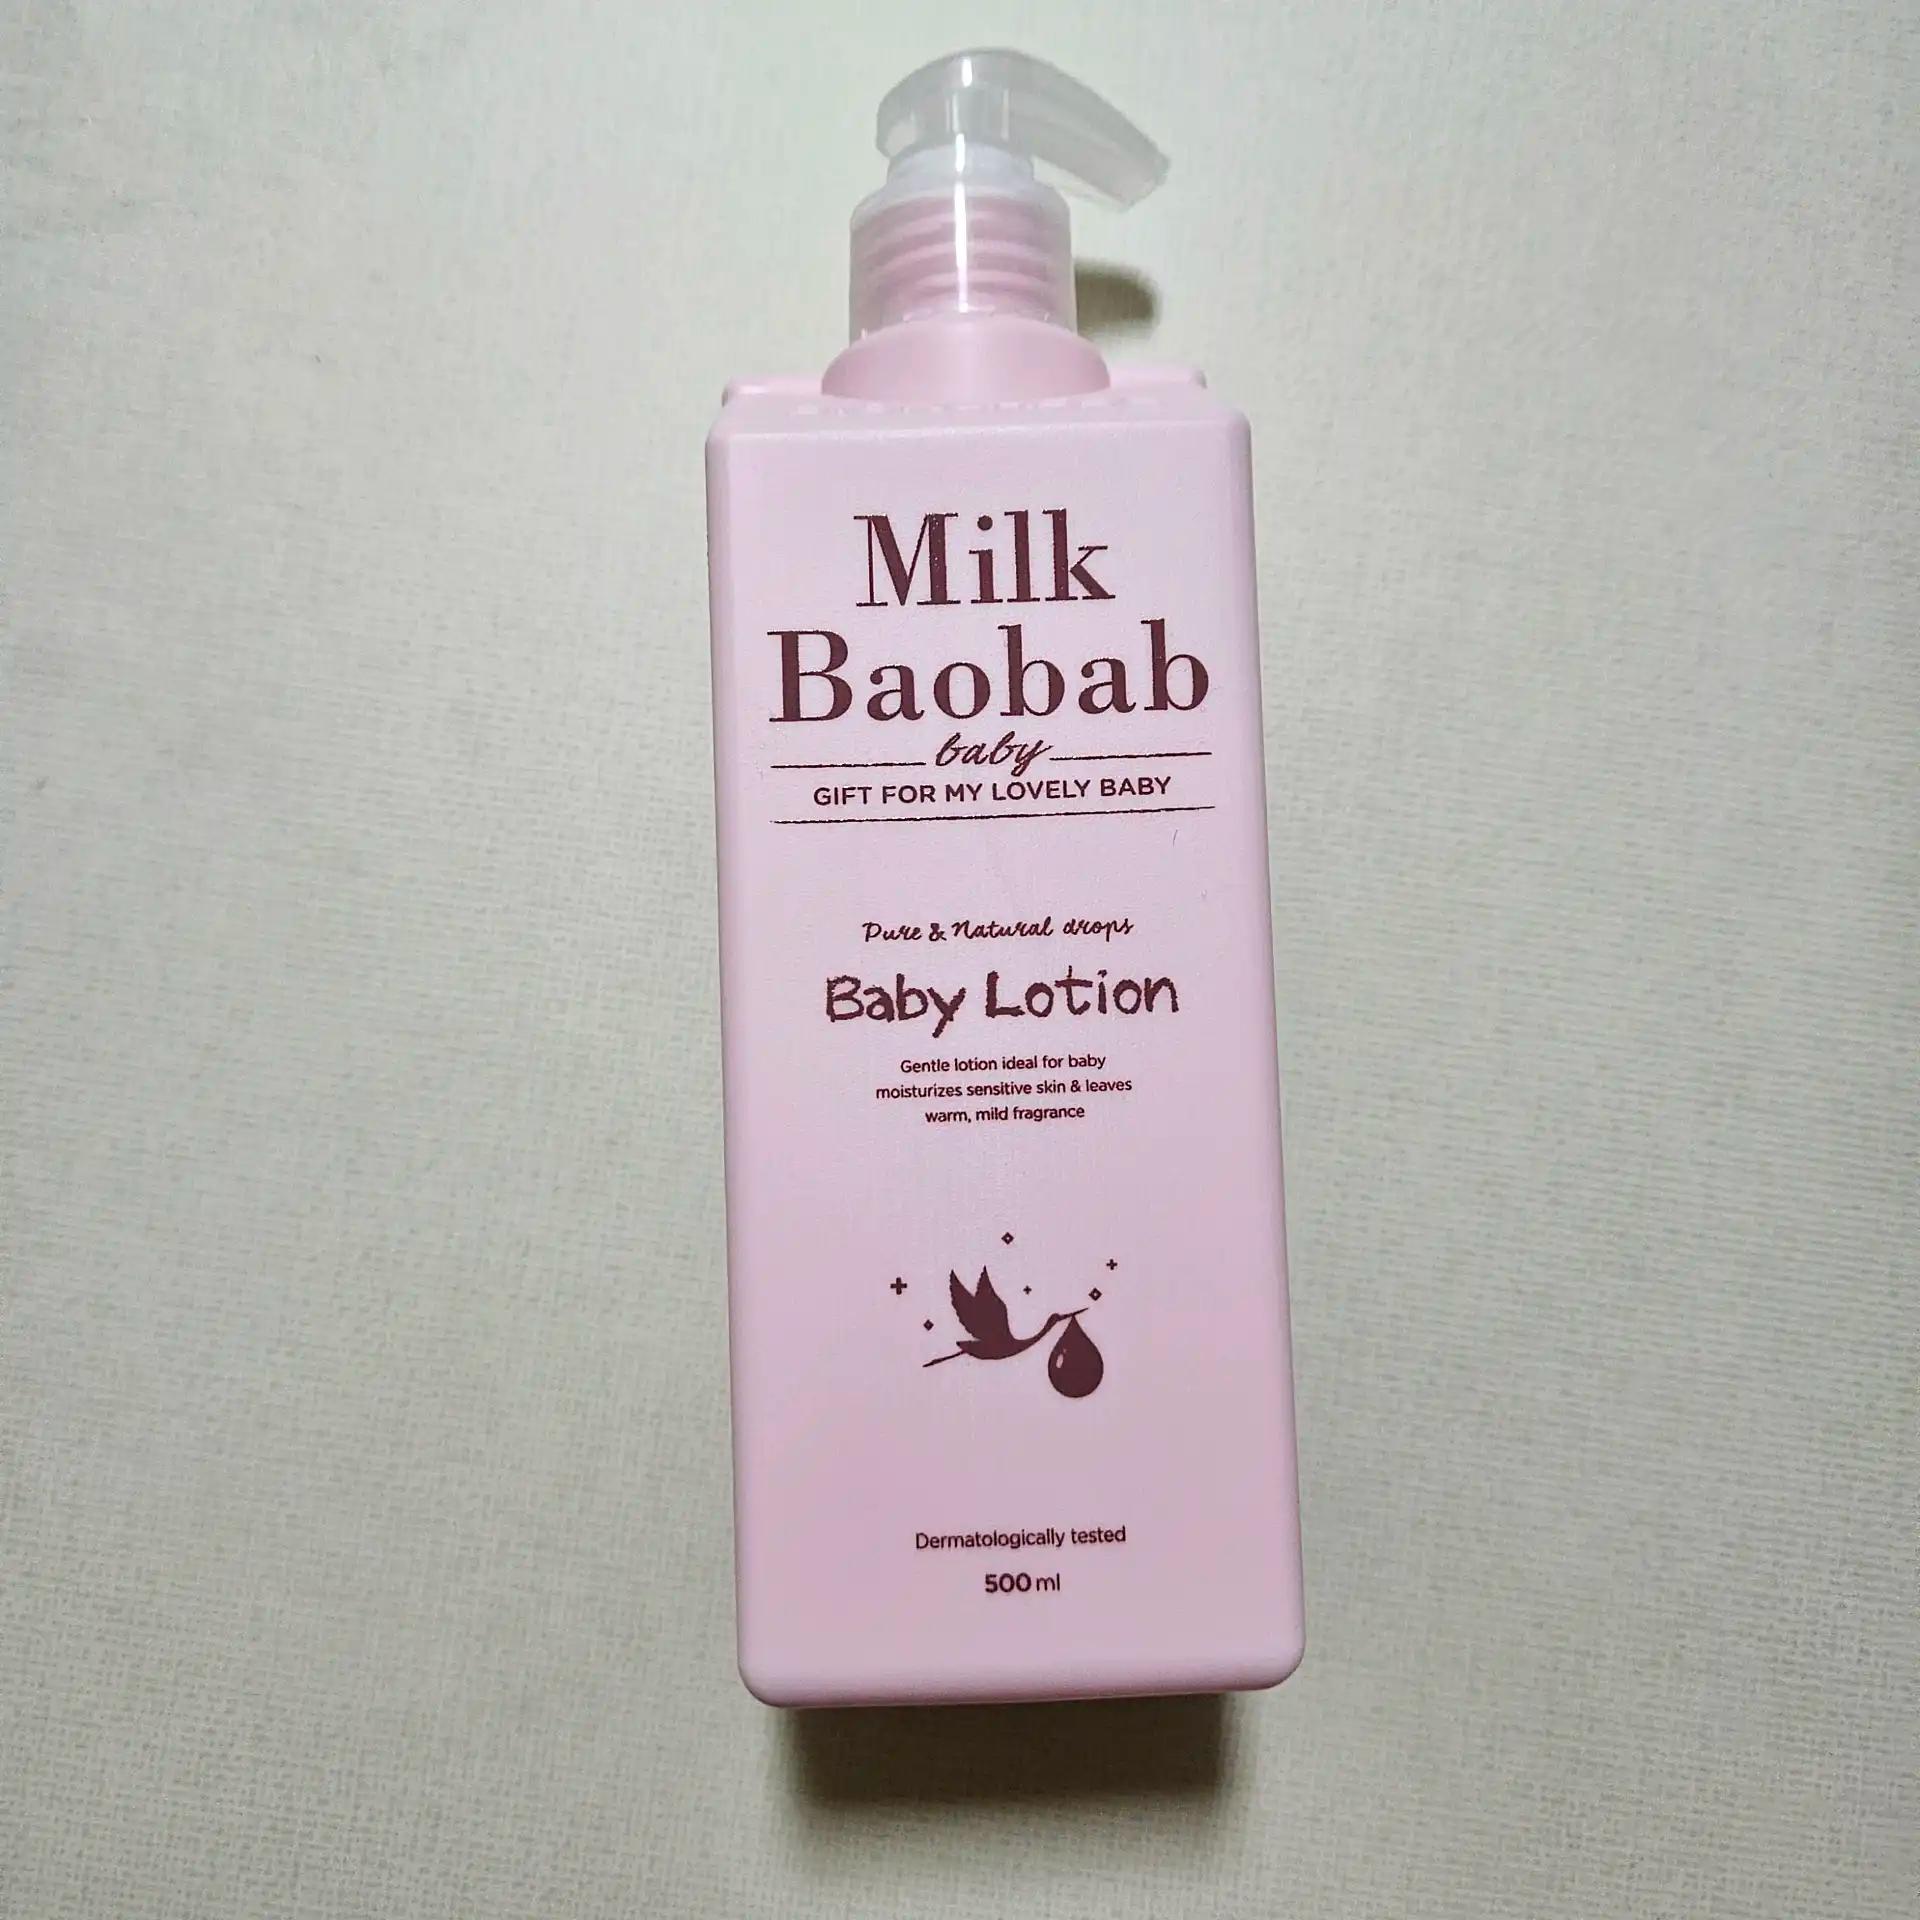 Milk
Baobab
baby
GIFT FOR MY LOVELY BABY
Pure & Natural drops
Baby Lotion
Gentle lotion ideal for baby
moisturizes sensitive skin & leaves
warm, mild fragrance
Dermatologically tested
500 ml